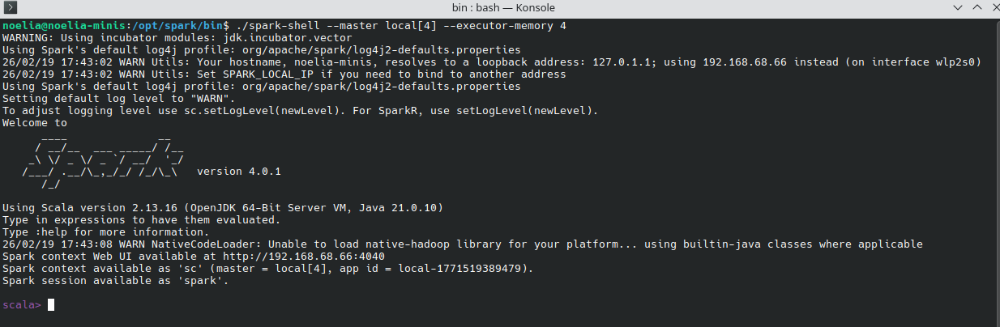 bin : bash — Konsole
noelia@noelia-minis:/opt/spark/bin$ ./spark-shell --master local[4] --executor-memory 4
WARNING: Using incubator modules: jdk.incubator.vector
Using Spark's default log4j profile: org/apache/spark/log4j2-defaults.properties
26/02/19 17:43:02 WARN Utils: Your hostname, noelia-minis, resolves to a loopback address: 127.0.1.1; using 192.168.68.66 instead (on interface wlp2s0)
26/02/19 17:43:02 WARN Utils: Set SPARK_LOCAL_IP if you need to bind to another address
Using Spark's default log4j profile: org/apache/spark/log4j2-defaults.properties
Setting default log level to "WARN".
To adjust logging level use sc.setLogLevel(newLevel). For SparkR, use setLogLevel(newLevel).
Welcome to
      ____              __
     / __/__  ___ _____/ /__
    _\ \/ _ \/ _ `/ __/  '_/
   /___/ .__/\_,_/_/ /_/\_\   version 4.0.1
      /_/
Using Scala version 2.13.16 (OpenJDK 64-Bit Server VM, Java 21.0.10)
Type in expressions to have them evaluated.
Type :help for more information.
26/02/19 17:43:08 WARN NativeCodeLoader: Unable to load native-hadoop library for your platform... using builtin-java classes where applicable
Spark context Web UI available at http://192.168.68.66:4040
Spark context available as 'sc' (master = local[4], app id = local-1771519389479).
Spark session available as 'spark'.
scala>